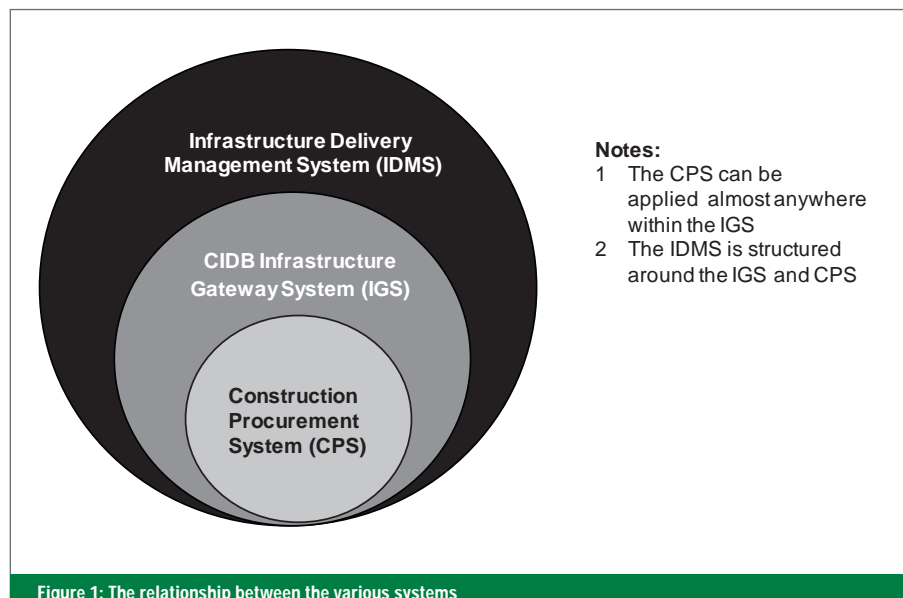 Infrastructure Delivery
Management System (IDMS)
CIDB Infrastructure
Gateway System (IGS)
Construction
Procurement
System (CPS)
Notes:
1 The CPS can be
applied almost anywhere
within the IGS
2 The IDMS is structured
around the IGS and CPS
Figure 1: The relationship between the various systems